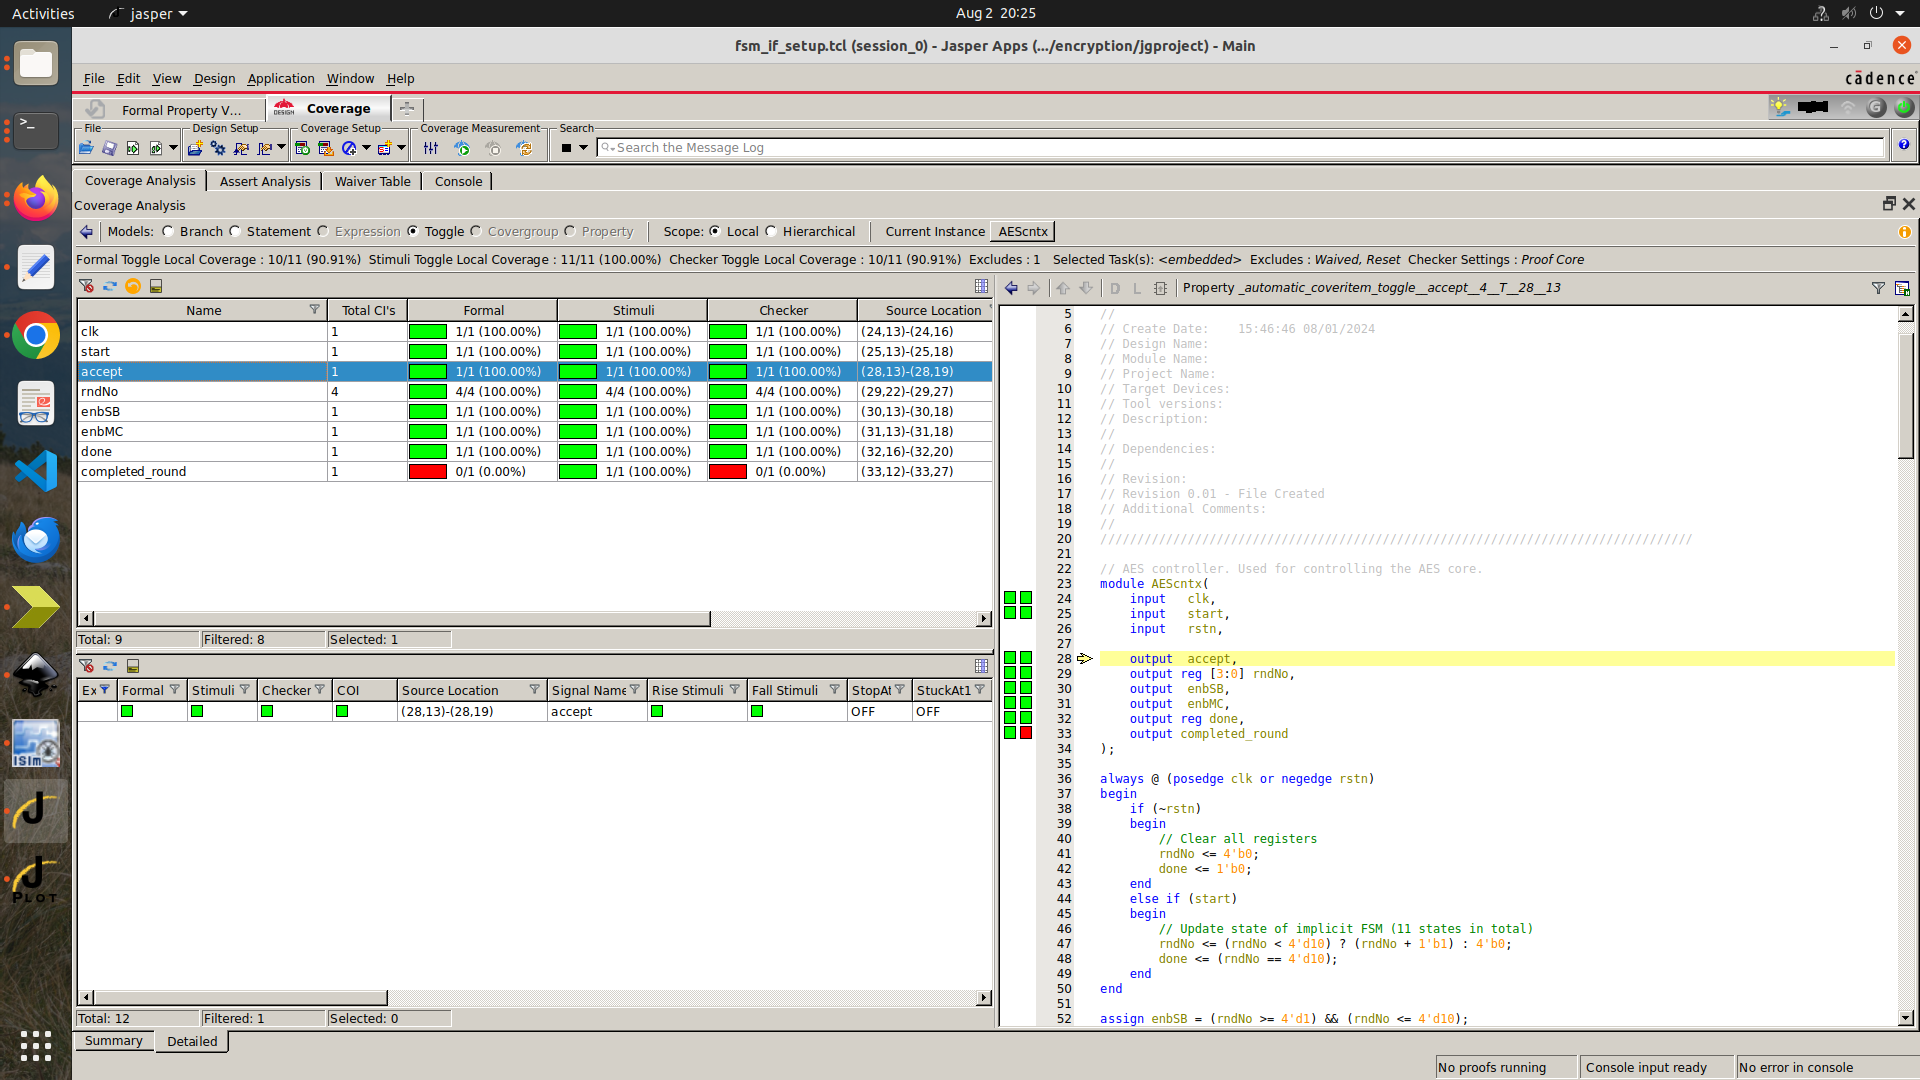 Activities jasper Aug 2 20:25
fsm_if_setup.tcl (session_0) - Jasper Apps (.../encryption/jgproject) - Main
File Edit View Design Application Window Help cādence
Formal Property V... DESIGN Coverage
File Design Setup Coverage Setup Coverage Measurement Search
Search the Message Log
Coverage Analysis Assert Analysis Waiver Table Console
Coverage Analysis
Models: Branch Statement Expression Toggle Covergroup Property Scope: Local Hierarchical Current Instance AEScntx
Formal Toggle Local Coverage : 10/11 (90.91%) Stimuli Toggle Local Coverage : 11/11 (100.00%) Checker Toggle Local Coverage : 10/11 (90.91%) Excludes : 1 Selected Task(s): <embedded> Excludes : Waived, Reset Checker Settings : Proof Core
Name Total CI's Formal Stimuli Checker Source Location
clk 1 1/1 (100.00%) 1/1 (100.00%) 1/1 (100.00%) (24,13)-(24,16)
start 1 1/1 (100.00%) 1/1 (100.00%) 1/1 (100.00%) (25,13)-(25,18)
accept 1 1/1 (100.00%) 1/1 (100.00%) 1/1 (100.00%) (28,13)-(28,19)
rndNo 4 4/4 (100.00%) 4/4 (100.00%) 4/4 (100.00%) (29,22)-(29,27)
enbSB 1 1/1 (100.00%) 1/1 (100.00%) 1/1 (100.00%) (30,13)-(30,18)
enbMC 1 1/1 (100.00%) 1/1 (100.00%) 1/1 (100.00%) (31,13)-(31,18)
done 1 1/1 (100.00%) 1/1 (100.00%) 1/1 (100.00%) (32,16)-(32,20)
completed_round 1 0/1 (0.00%) 1/1 (100.00%) 0/1 (0.00%) (33,12)-(33,27)
Total: 9 Filtered: 8 Selected: 1
Ex Formal Stimuli Checker COI Source Location Signal Name Rise Stimuli Fall Stimuli StopAt StuckAt1
(28,13)-(28,19) accept OFF OFF
Total: 12 Filtered: 1 Selected: 0
Summary Detailed
Property _automatic_coveritem_toggle__accept__4__T__28__13
5 //
6 // Create Date: 15:46:46 08/01/2024
7 // Design Name:
8 // Module Name:
9 // Project Name:
10 // Target Devices:
11 // Tool versions:
12 // Description:
13 //
14 // Dependencies:
15 //
16 // Revision:
17 // Revision 0.01 - File Created
18 // Additional Comments:
19 //
20 //////////////////////////////////////////////////////////////////////////////////
21
22 // AES controller. Used for controlling the AES core.
23 module AEScntx(
24 input clk,
25 input start,
26 input rstn,
27
28 output accept,
29 output reg [3:0] rndNo,
30 output enbSB,
31 output enbMC,
32 output reg done,
33 output completed_round
34 );
35
36 always @ (posedge clk or negedge rstn)
37 begin
38 if (~rstn)
39 begin
40 // Clear all registers
41 rndNo <= 4'b0;
42 done <= 1'b0;
43 end
44 else if (start)
45 begin
46 // Update state of implicit FSM (11 states in total)
47 rndNo <= (rndNo < 4'd10) ? (rndNo + 1'b1) : 4'b0;
48 done <= (rndNo == 4'd10);
49 end
50 end
51
52 assign enbSB = (rndNo >= 4'd1) && (rndNo <= 4'd10);
No proofs running Console input ready No error in console
ISim
J
J
PLOT